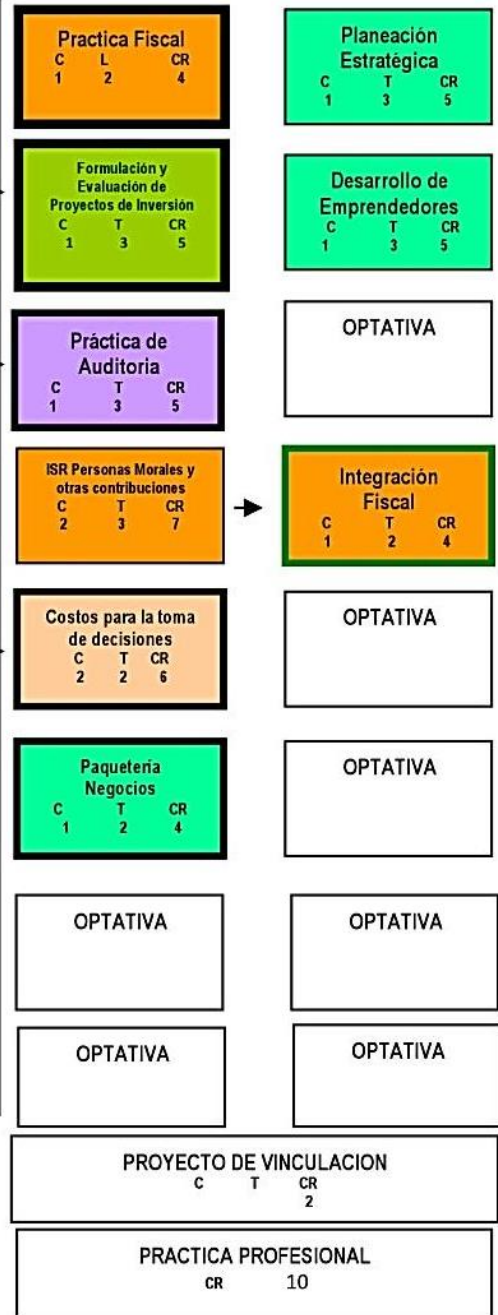 Practica Fiscal
C L CR
1 2 4
Planeación
Estratégica
C T CR
1 3 5
Formulación y
Evaluación de
Proyectos de Inversión
C T CR
1 3 5
Desarrollo de
Emprendedores
C T CR
1 3 5
Práctica de
Auditoria
C T CR
1 3 5
OPTATIVA
ISR Personas Morales y
otras contribuciones
C T CR
2 3 7
Integración
Fiscal
C T CR
1 2 4
Costos para la toma
de decisiones
C T CR
2 2 6
OPTATIVA
Paquetería
Negocios
C T CR
1 2 4
OPTATIVA
OPTATIVA
OPTATIVA
OPTATIVA
OPTATIVA
PROYECTO DE VINCULACION
C T CR
2
PRACTICA PROFESIONAL
CR 10